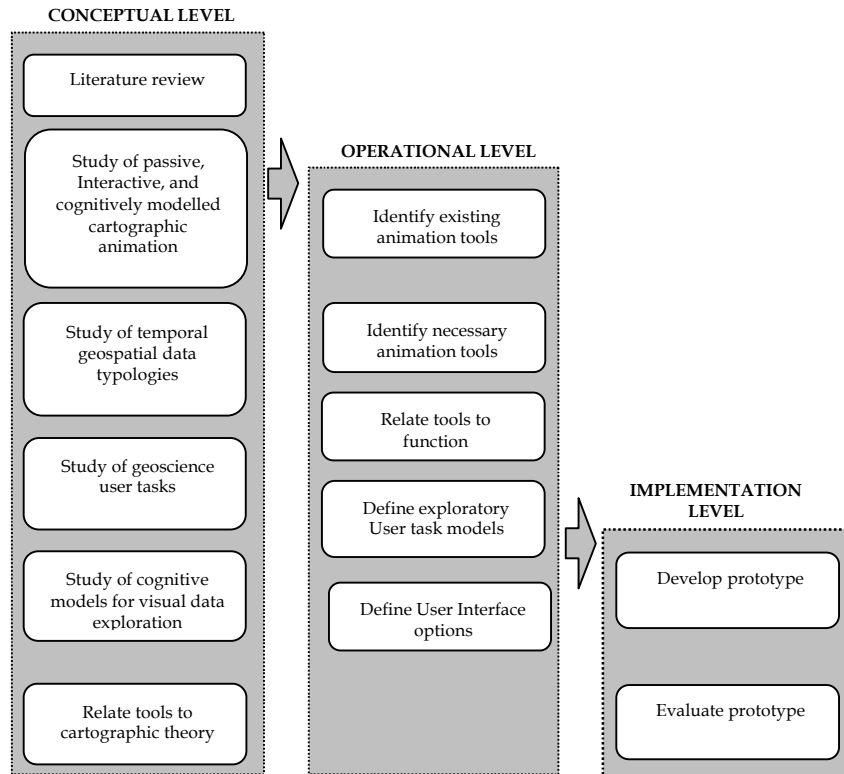 CONCEPTUAL LEVEL
Literature review
Study of passive,
Interactive, and
cognitively modelled
cartographic
animation
Study of temporal
geospatial data
typologies
Study of geoscience
user tasks
Study of cognitive
models for visual data
exploration
Relate tools to
cartographic theory
OPERATIONAL LEVEL
Identify existing
animation tools
Identify necessary
animation tools
Relate tools to
function
Define exploratory
User task models
Define User Interface
options
IMPLEMENTATION
LEVEL
Develop prototype
Evaluate prototype